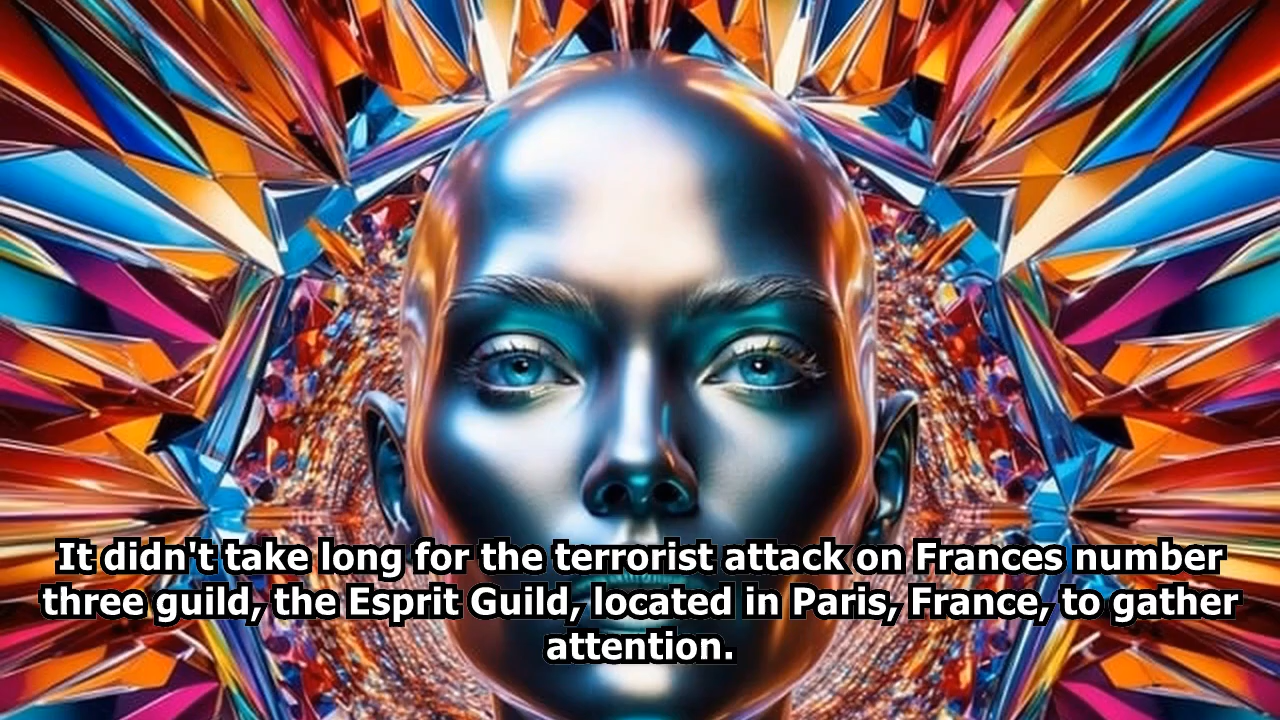 It didn't take long for the terrorist attack on Frances number
three guild, the Esprit Guild, located in Paris, France, to gather
attention.